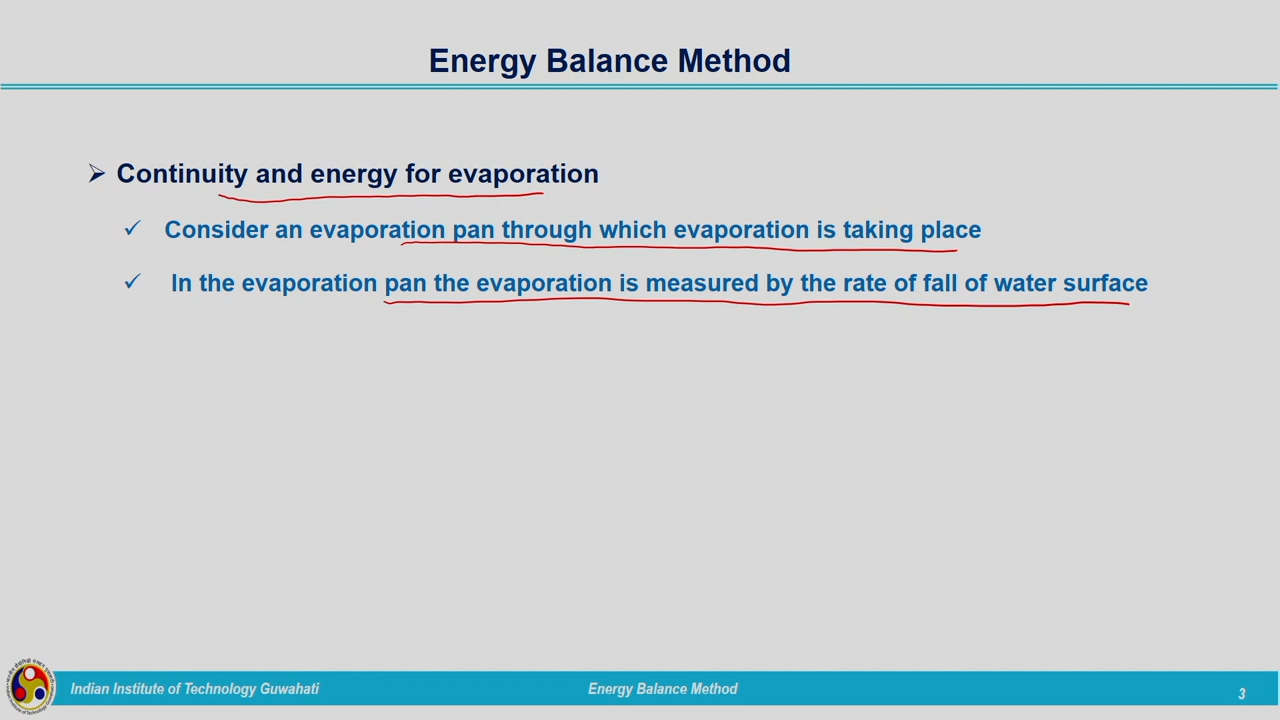 Energy Balance Method
Continuity and energy for evaporation
Consider an evaporation pan through which evaporation is taking place
In the evaporation pan the evaporation is measured by the rate of fall of water surface
Indian Institute of Technology Guwahati
Energy Balance Method
3